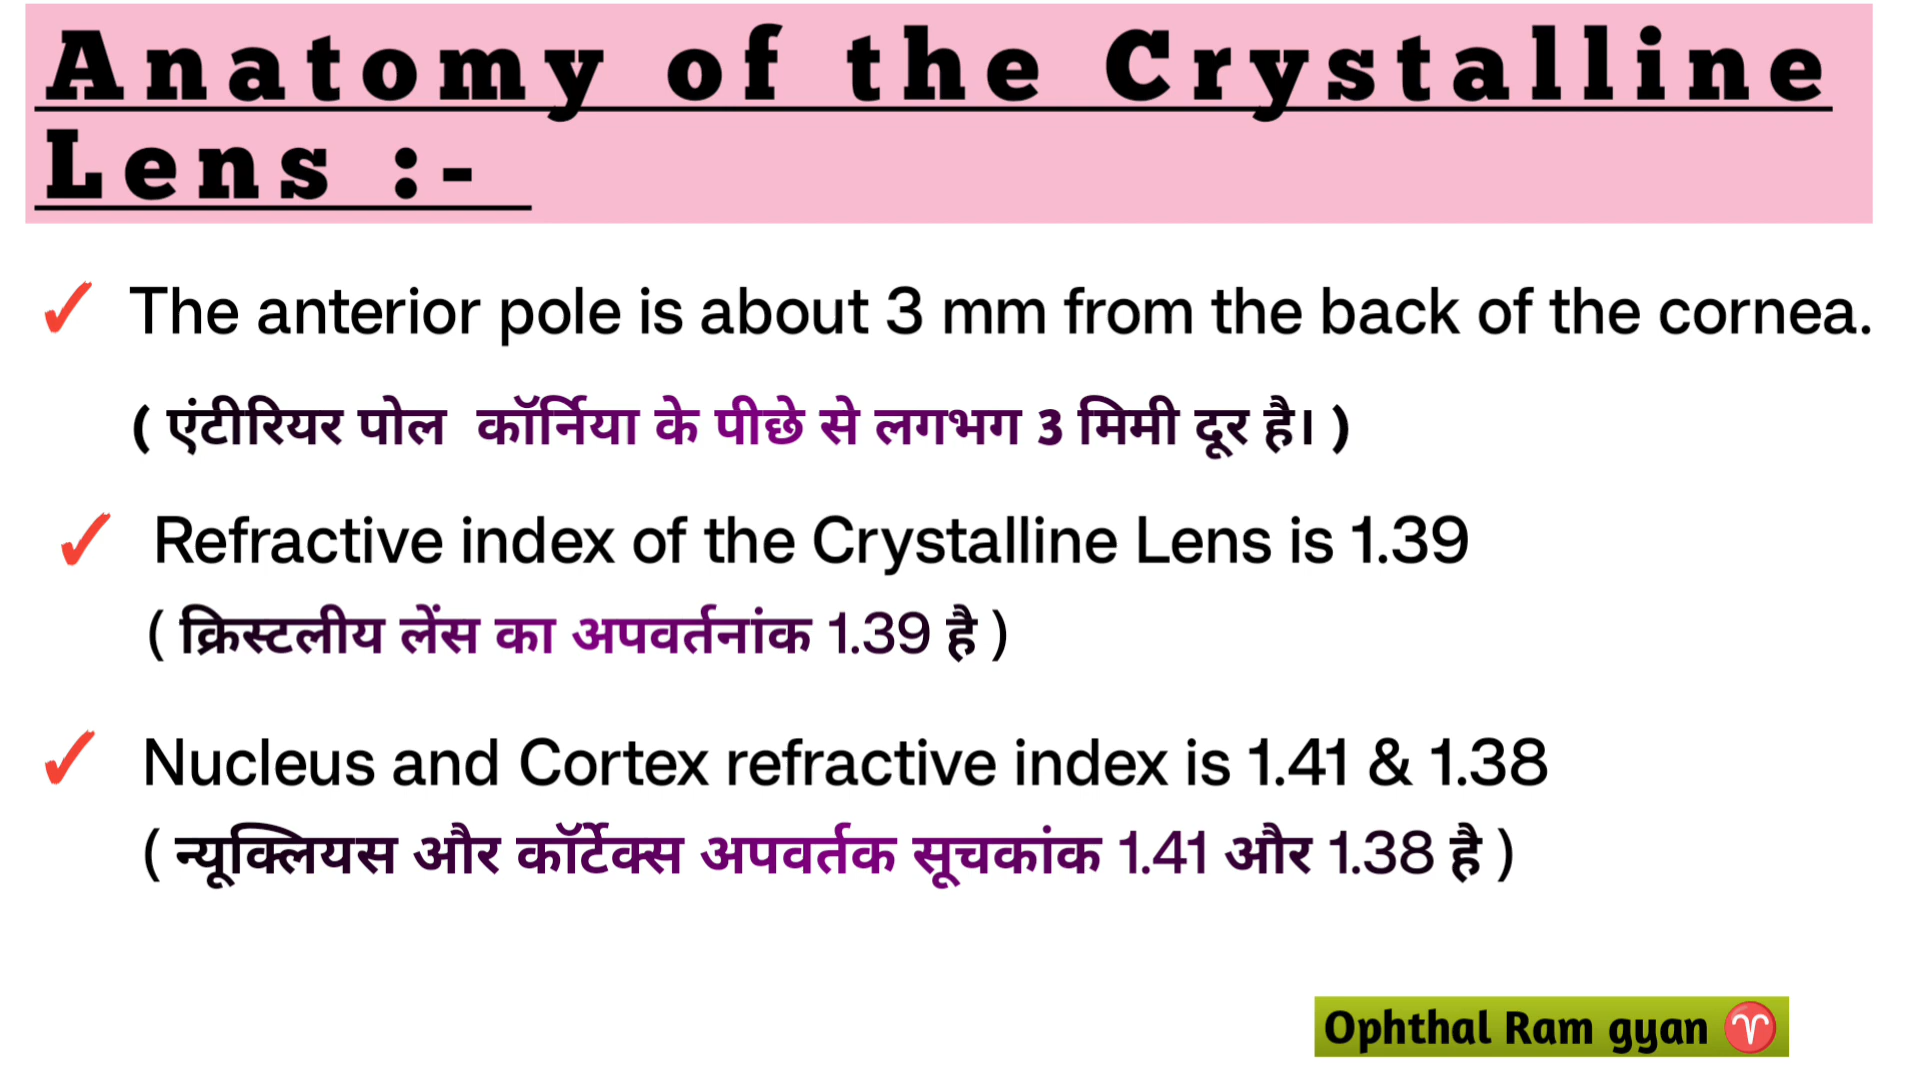 Anatomy of the Crystalline
Lens :-
✓ The anterior pole is about 3 mm from the back of the cornea.
( एंटीरियर पोल कॉर्निया के पीछे से लगभग 3 मिमी दूर है। )
✓ Refractive index of the Crystalline Lens is 1.39
( क्रिस्टलीय लेंस का अपवर्तनांक 1.39 है )
✓ Nucleus and Cortex refractive index is 1.41 & 1.38
( न्यूक्लियस और कॉर्टेक्स अपवर्तक सूचकांक 1.41 और 1.38 है )
Ophthal Ram gyan ♈